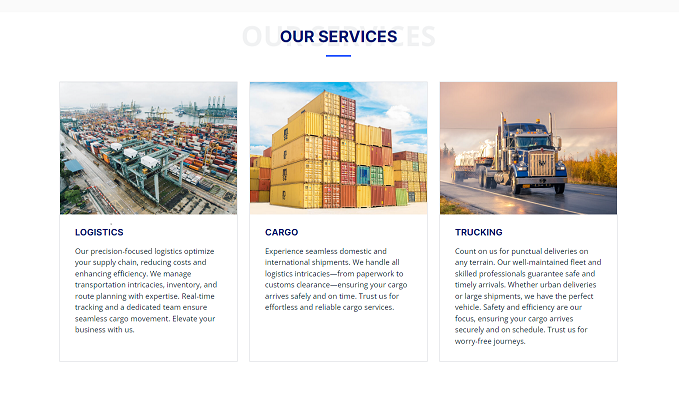 OUR SERVICES
OUR SERVICES
LOGISTICS
Our precision-focused logistics optimize
your supply chain, reducing costs and
enhancing efficiency. We manage
transportation intricacies, inventory, and
route planning with expertise. Real-time
tracking and a dedicated team ensure
seamless cargo movement. Elevate your
business with us.
CARGO
Experience seamless domestic and
international shipments. We handle all
logistics intricacies—from paperwork to
customs clearance—ensuring your cargo
arrives safely and on time. Trust us for
effortless and reliable cargo services.
TRUCKING
Count on us for punctual deliveries on
any terrain. Our well-maintained fleet and
skilled professionals guarantee safe and
timely arrivals. Whether urban deliveries
or large shipments, we have the perfect
vehicle. Safety and efficiency are our
focus, ensuring your cargo arrives
securely and on schedule. Trust us for
worry-free journeys.